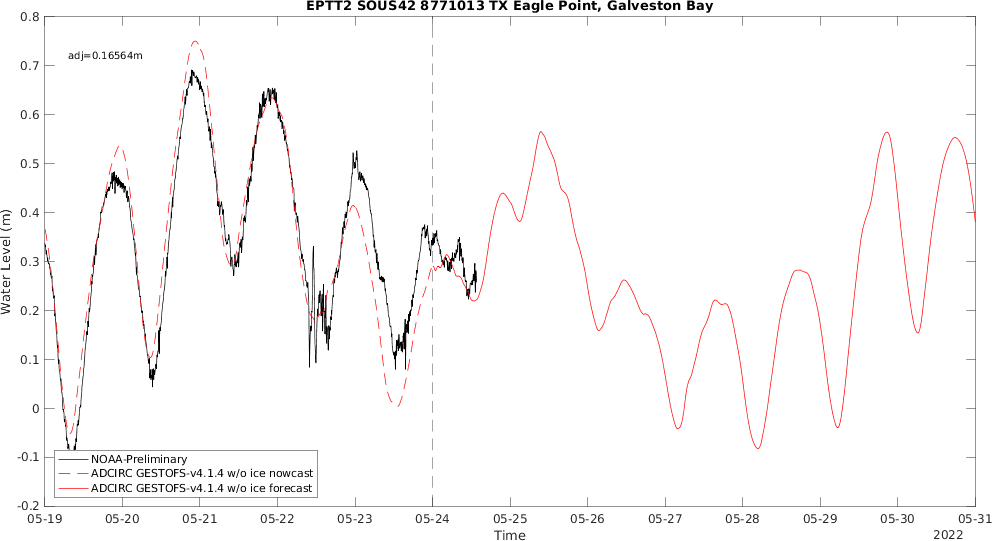 EPTT2 SOUS42 8771013 TX Eagle Point, Galveston Bay
adj=0.16564m
Water Level (m)
0.8
0.7
0.6
0.5
0.4
0.3
0.2
0.1
0
-0.1
-0.2
NOAA-Preliminary
ADCIRC GESTOFS-v4.1.4 w/o ice nowcast
ADCIRC GESTOFS-v4.1.4 w/o ice forecast
05-19 05-20 05-21 05-22 05-23 05-24 05-25 05-26 05-27 05-28 05-29 05-30 05-31
Time
2022